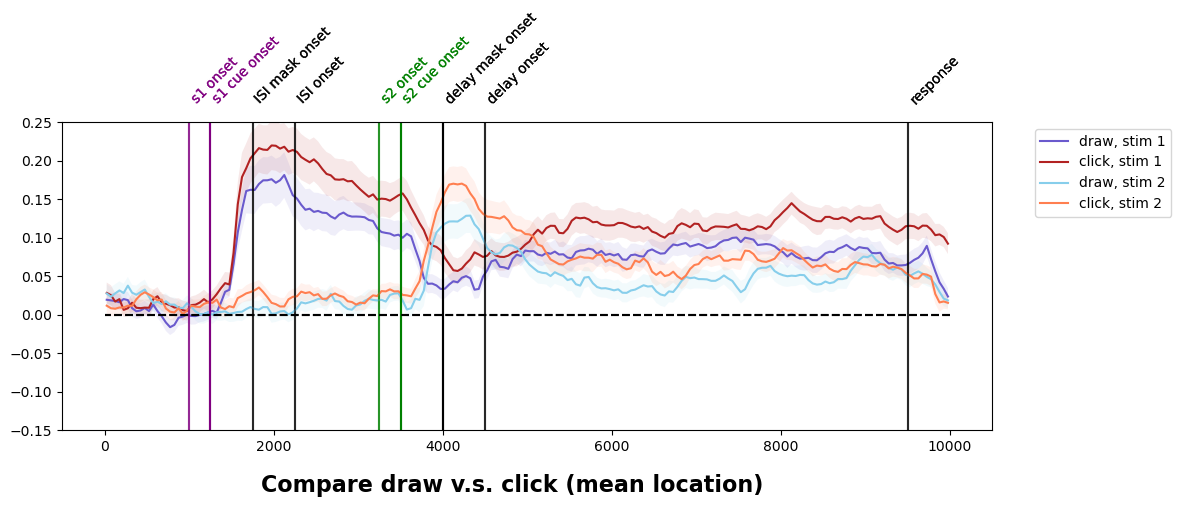 s1 onset
s1 cue onset
ISI mask onset
ISI onset
s2 onset
s2 cue onset
delay mask onset
delay onset
response
0.25
0.20
0.15
0.10
0.05
0.00
−0.05
−0.10
−0.15
0
2000
4000
6000
8000
10000
draw, stim 1
click, stim 1
draw, stim 2
click, stim 2
Compare draw v.s. click (mean location)